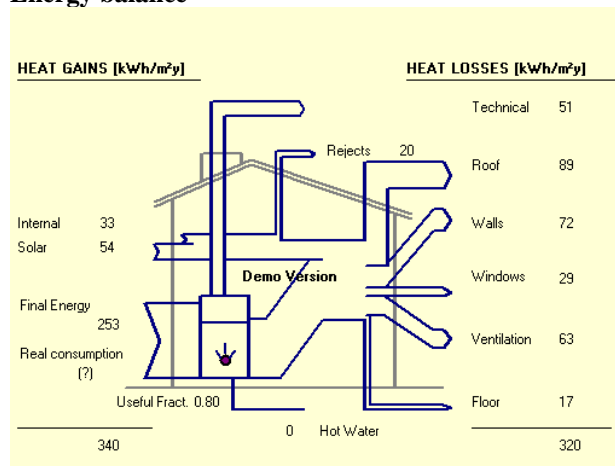 Energy balance
HEAT GAINS [kWh/m²y]
HEAT LOSSES [kWh/m²y]
Technical 51
Rejects 20
Roof 89
Internal 33
Walls 72
Solar 54
Demo Version
Windows 29
Final Energy
253
Real consumption
(?)
Ventilation 63
Useful Fract. 0.80
Floor 17
0 Hot Water
340
320